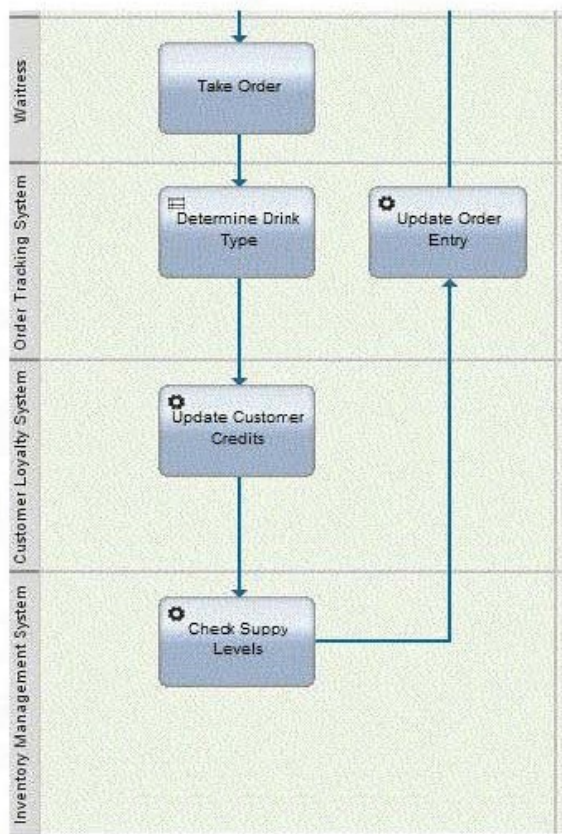 Waitress
Take Order
Order Tracking System
Determine Drink
Type
Update Order
Entry
Customer Loyalty System
Update Customer
Credits
Inventory Management System
Check Suppy
Levels